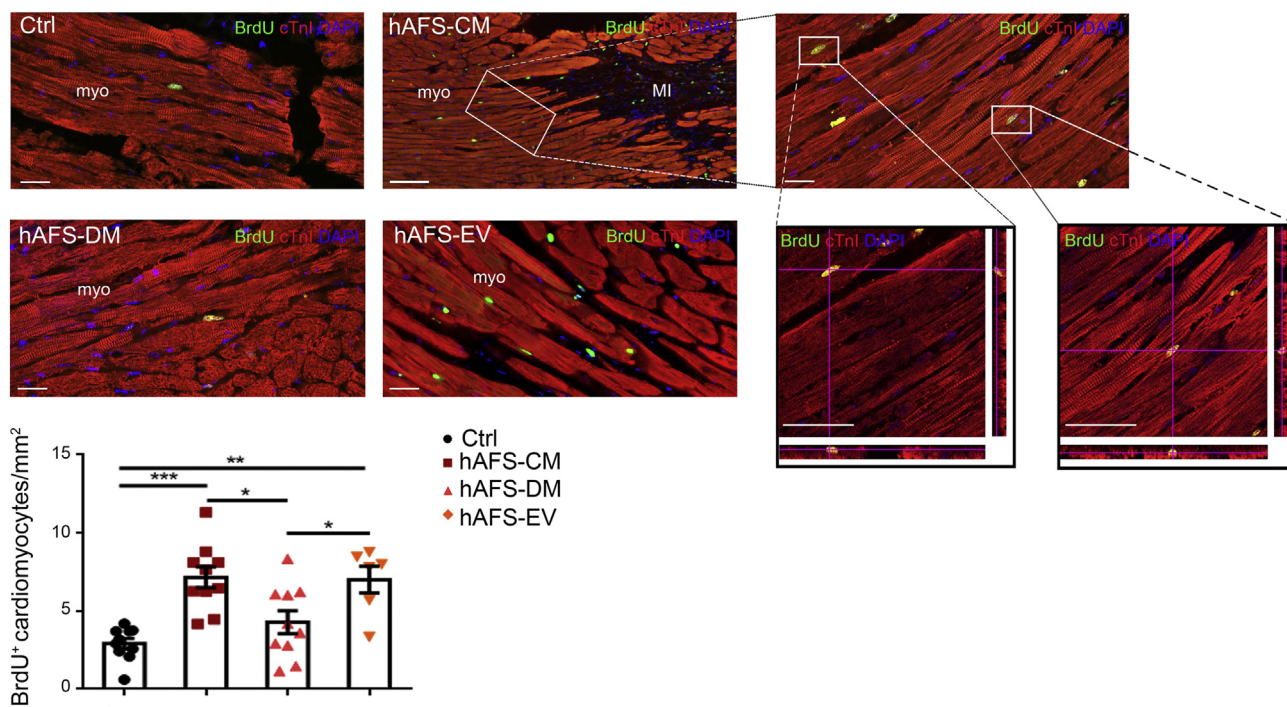 Ctrl
BrdU cTnI DAPI
myo
hAFS-CM
BrdU cTnI DAPI
myo
MI
BrdU cTnI DAPI
hAFS-DM
BrdU cTnI DAPI
myo
hAFS-EV
BrdU cTnI DAPI
myo
BrdU cTnI DAPI
BrdU cTnI DAPI
BrdU⁺ cardiomyocytes/mm²
15
10
5
0
***
**
*
*
Ctrl
hAFS-CM
hAFS-DM
hAFS-EV